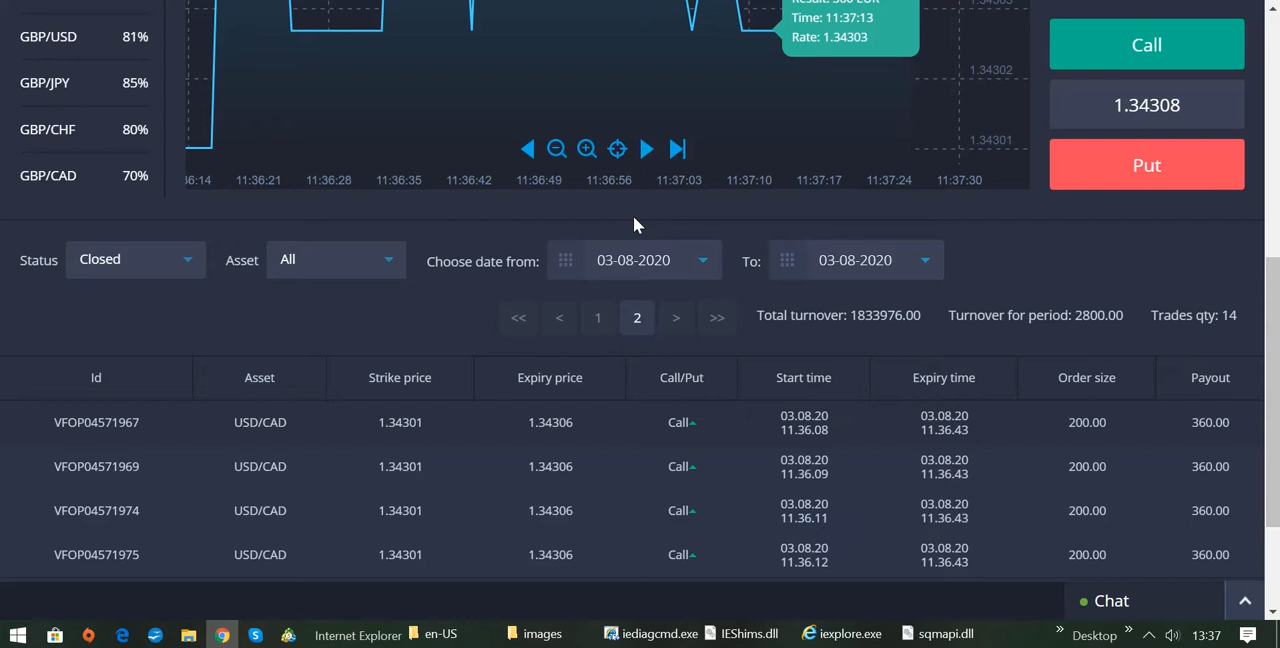 1.34303
Time: 11:37:13
Rate: 1.34303
GBP/USD 81%
GBP/JPY 85%
GBP/CHF 80%
GBP/CAD 70%
1.34302
1.34301
:36:14 11:36:21 11:36:28 11:36:35 11:36:42 11:36:49 11:36:56 11:37:03 11:37:10 11:37:17 11:37:24 11:37:30
Call
1.34308
Put
Status Closed Asset All Choose date from: 03-08-2020 To: 03-08-2020
<< < 1 2 > >> Total turnover: 1833976.00 Turnover for period: 2800.00 Trades qty: 14
Id Asset Strike price Expiry price Call/Put Start time Expiry time Order size Payout
VFOP04571967 USD/CAD 1.34301 1.34306 Call 03.08.20 11.36.08 03.08.20 11.36.43 200.00 360.00
VFOP04571969 USD/CAD 1.34301 1.34306 Call 03.08.20 11.36.09 03.08.20 11.36.43 200.00 360.00
VFOP04571974 USD/CAD 1.34301 1.34306 Call 03.08.20 11.36.11 03.08.20 11.36.43 200.00 360.00
VFOP04571975 USD/CAD 1.34301 1.34306 Call 03.08.20 11.36.12 03.08.20 11.36.43 200.00 360.00
Chat
Internet Explorer en-US images iediagcmd.exe IEShims.dll iexplore.exe sqmapi.dll » Desktop » 13:37